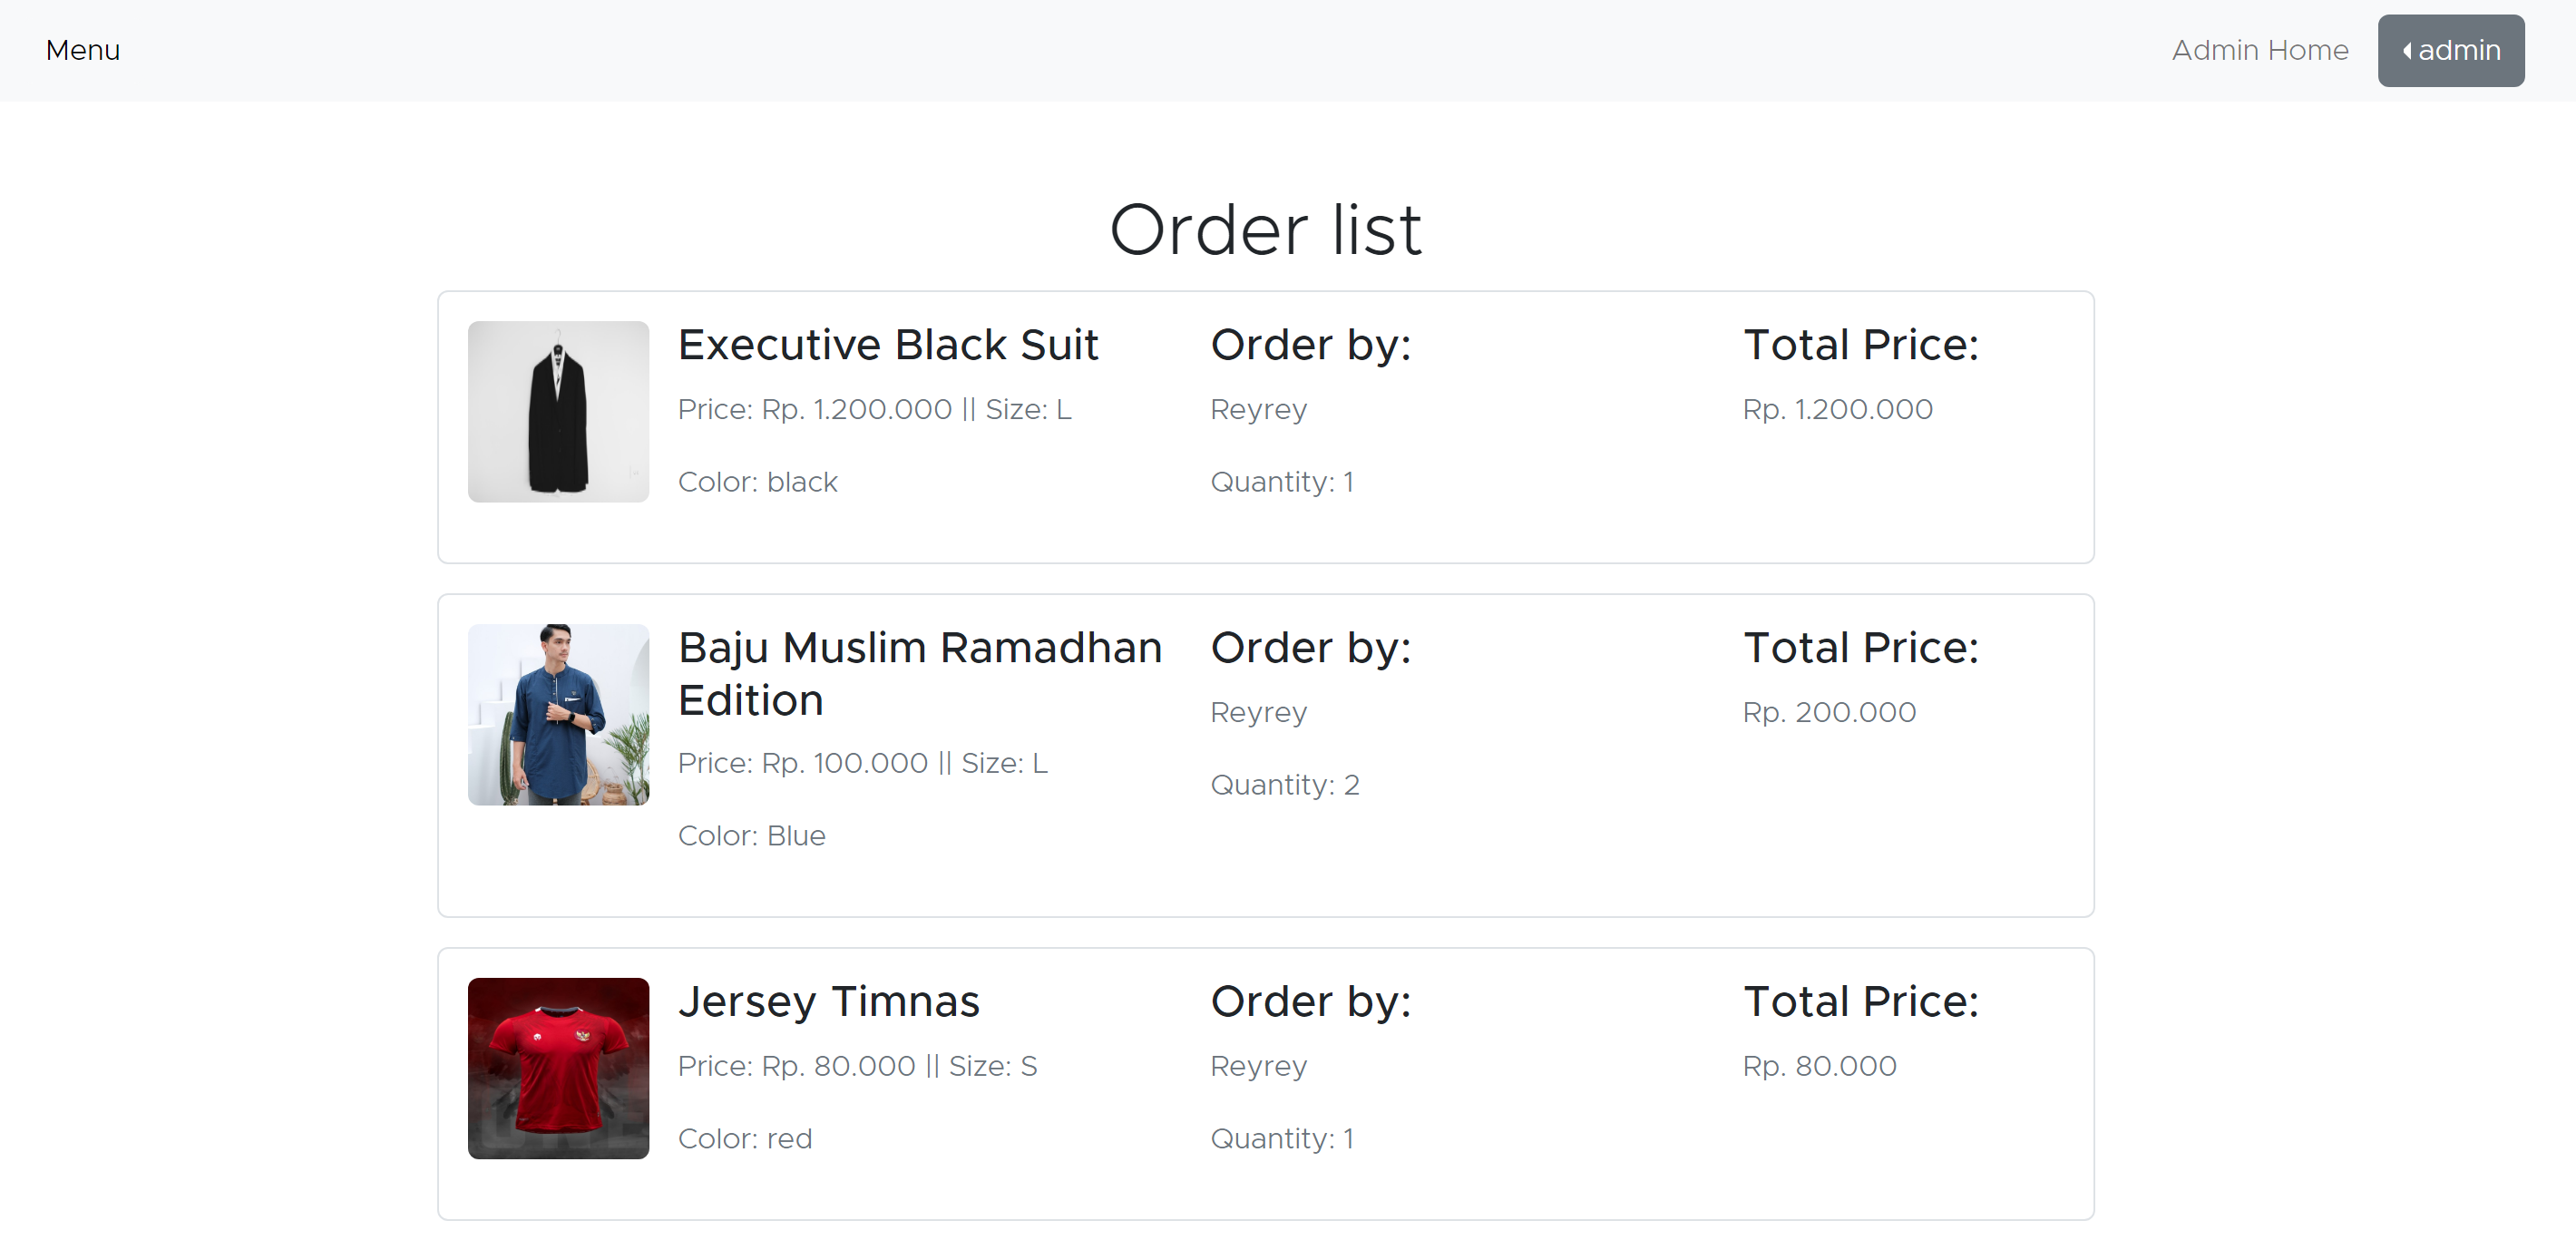 Menu
Admin Home
admin
Order list
Executive Black Suit
Price: Rp. 1.200.000 || Size: L
Color: black
Order by:
Reyrey
Quantity: 1
Total Price:
Rp. 1.200.000
Baju Muslim Ramadhan
Edition
Price: Rp. 100.000 || Size: L
Color: Blue
Order by:
Reyrey
Quantity: 2
Total Price:
Rp. 200.000
Jersey Timnas
Price: Rp. 80.000 || Size: S
Color: red
Order by:
Reyrey
Quantity: 1
Total Price:
Rp. 80.000